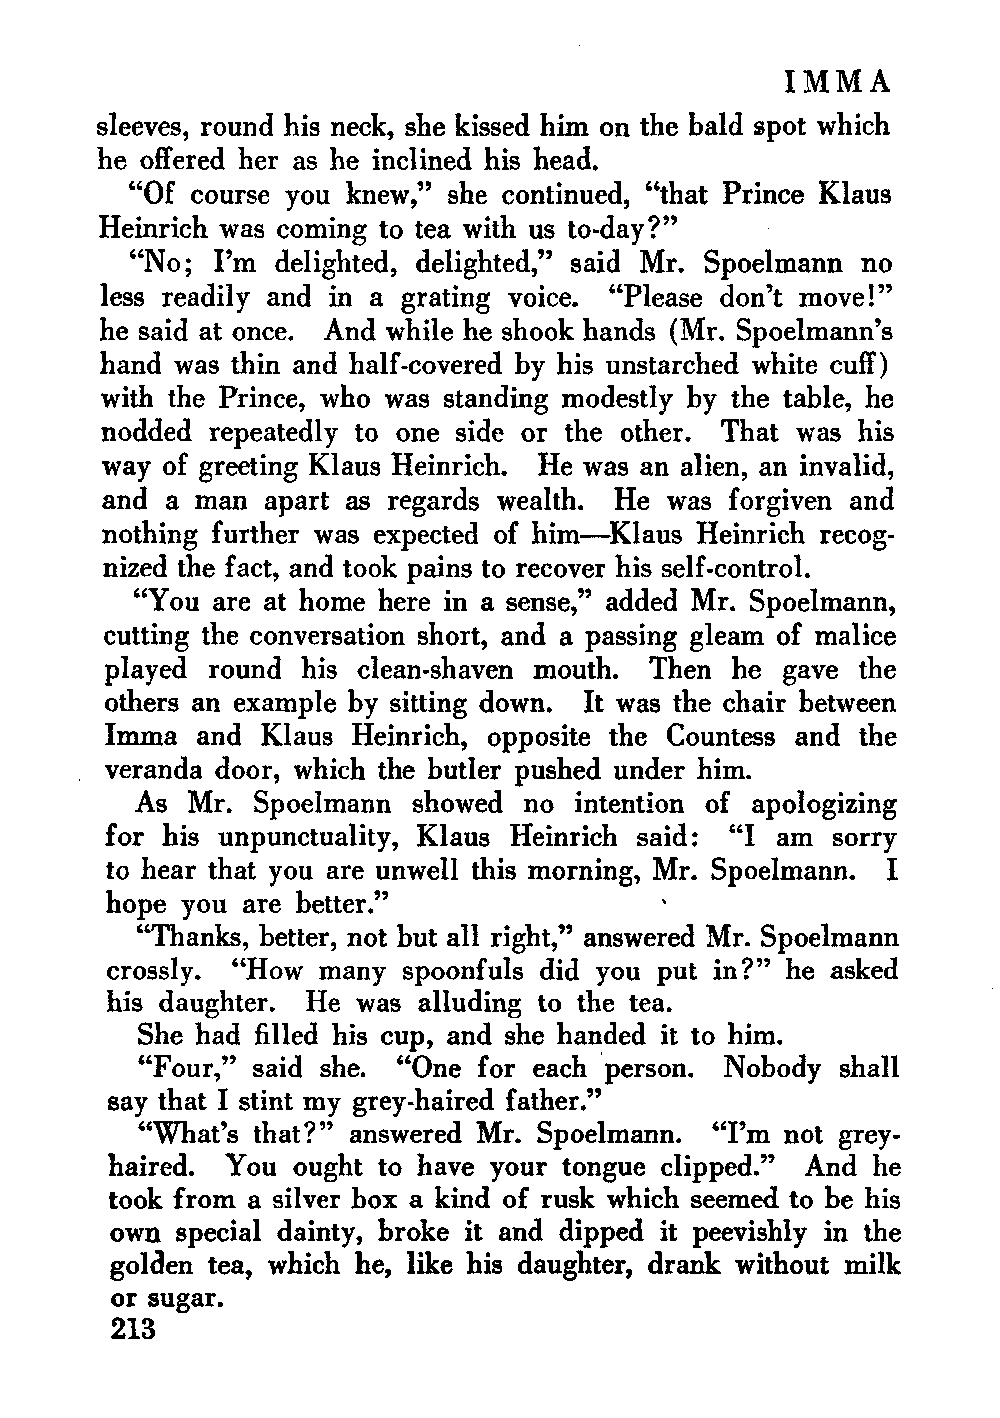 IMMA
sleeves, round his neck, she kissed him on the bald spot which
he offered her as he inclined his head.
“Of course you knew,” she continued, “that Prince Klaus
Heinrich was coming to tea with us to-day?”
“No; I’m delighted, delighted,” said Mr. Spoelmann no
less readily and in a grating voice. “Please don’t move!”
he said at once. And while he shook hands (Mr. Spoelmann’s
hand was thin and half-covered by his unstarched white cuff)
with the Prince, who was standing modestly by the table, he
nodded repeatedly to one side or the other. That was his
way of greeting Klaus Heinrich. He was an alien, an invalid,
and a man apart as regards wealth. He was forgiven and
nothing further was expected of him—Klaus Heinrich recog-
nized the fact, and took pains to recover his self-control.
“You are at home here in a sense,” added Mr. Spoelmann,
cutting the conversation short, and a passing gleam of malice
played round his clean-shaven mouth. Then he gave the
others an example by sitting down. It was the chair between
Imma and Klaus Heinrich, opposite the Countess and the
veranda door, which the butler pushed under him.
As Mr. Spoelmann showed no intention of apologizing
for his unpunctuality, Klaus Heinrich said: “I am sorry
to hear that you are unwell this morning, Mr. Spoelmann. I
hope you are better.”
“Thanks, better, not but all right,” answered Mr. Spoelmann
crossly. “How many spoonfuls did you put in?” he asked
his daughter. He was alluding to the tea.
She had filled his cup, and she handed it to him.
“Four,” said she. “One for each person. Nobody shall
say that I stint my grey-haired father.”
“What’s that?” answered Mr. Spoelmann. “I’m not grey-
haired. You ought to have your tongue clipped.” And he
took from a silver box a kind of rusk which seemed to be his
own special dainty, broke it and dipped it peevishly in the
golden tea, which he, like his daughter, drank without milk
or sugar.
213